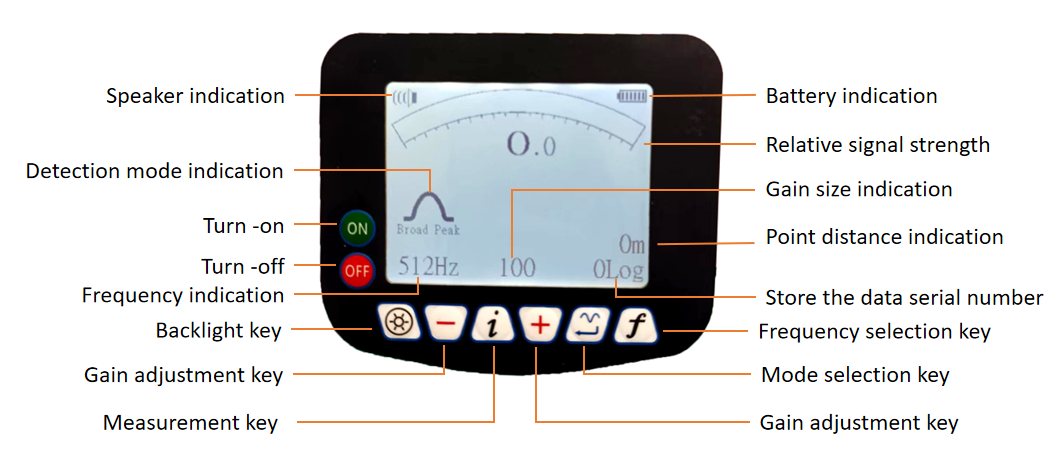 Speaker indication
Battery indication
Relative signal strength
0.0
Detection mode indication
Gain size indication
Broad Peak
Turn -on
ON
Point distance indication
0m
Turn -off
OFF
512Hz
100
0Log
Frequency indication
Store the data serial number
Backlight key
i
f
Frequency selection key
Gain adjustment key
Mode selection key
Measurement key
Gain adjustment key